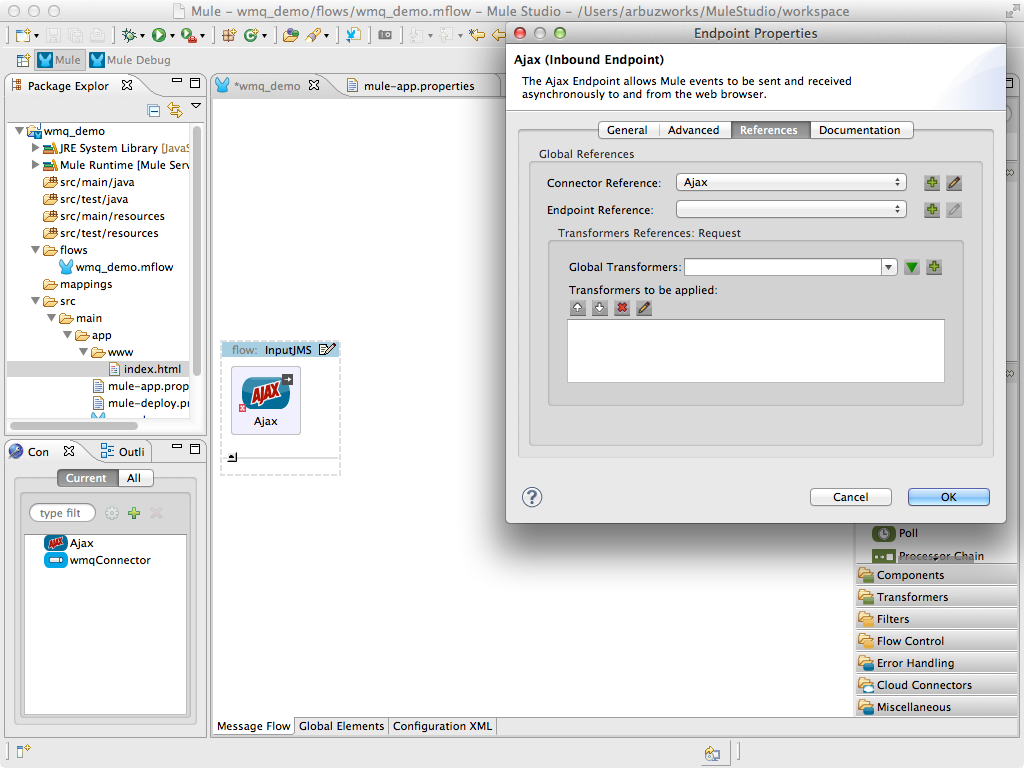 Mule – wmq_demo/flows/wmq_demo.mflow – Mule Studio – /Users/arbuzworks/MuleStudio/workspace
Mule
Mule Debug
Package Explor
wmq_demo
JRE System Library [JavaS
Mule Runtime [Mule Serv
src/main/java
src/test/java
src/main/resources
src/test/resources
flows
wmq_demo.mflow
mappings
src
main
app
www
index.html
mule-app.prop
mule-deploy.pr
Con
Outli
Current
All
type filt
Ajax
wmqConnector
*wmq_demo
mule-app.properties
flow: InputJMS
AJAX
Ajax
Message Flow
Global Elements
Configuration XML
Endpoint Properties
Ajax (Inbound Endpoint)
The Ajax Endpoint allows Mule events to be sent and received
asynchronously to and from the web browser.
General
Advanced
References
Documentation
Global References
Connector Reference:
Ajax
Endpoint Reference:
Transformers References: Request
Global Transformers:
Transformers to be applied:
?
Cancel
OK
Poll
Processor Chain
Components
Transformers
Filters
Flow Control
Error Handling
Cloud Connectors
Miscellaneous